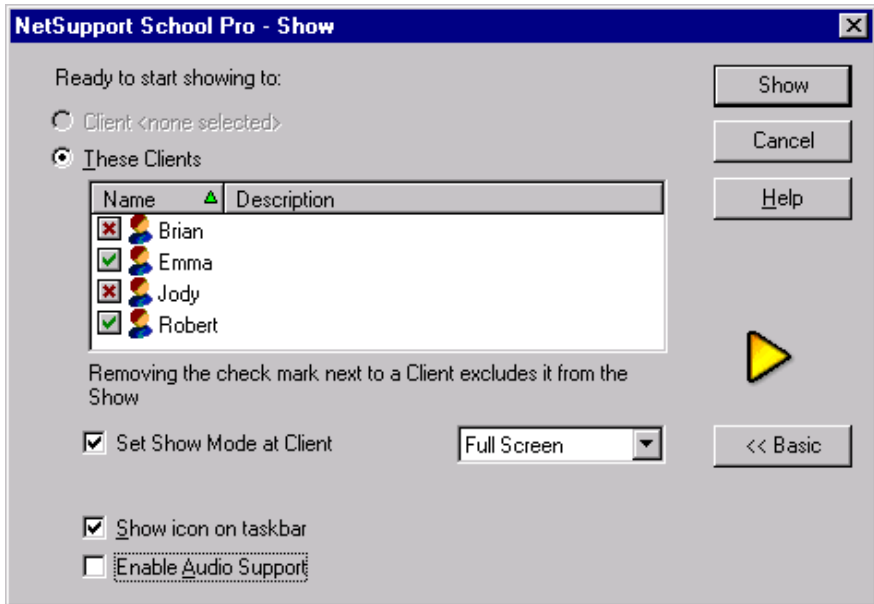 NetSupport School Pro - Show
Ready to start showing to:
Show
Client <none selected>
Cancel
These Clients
Name Description
Help
Brian
Emma
Jody
Robert
Removing the check mark next to a Client excludes it from the
Show
Set Show Mode at Client Full Screen << Basic
Show icon on taskbar
Enable Audio Support